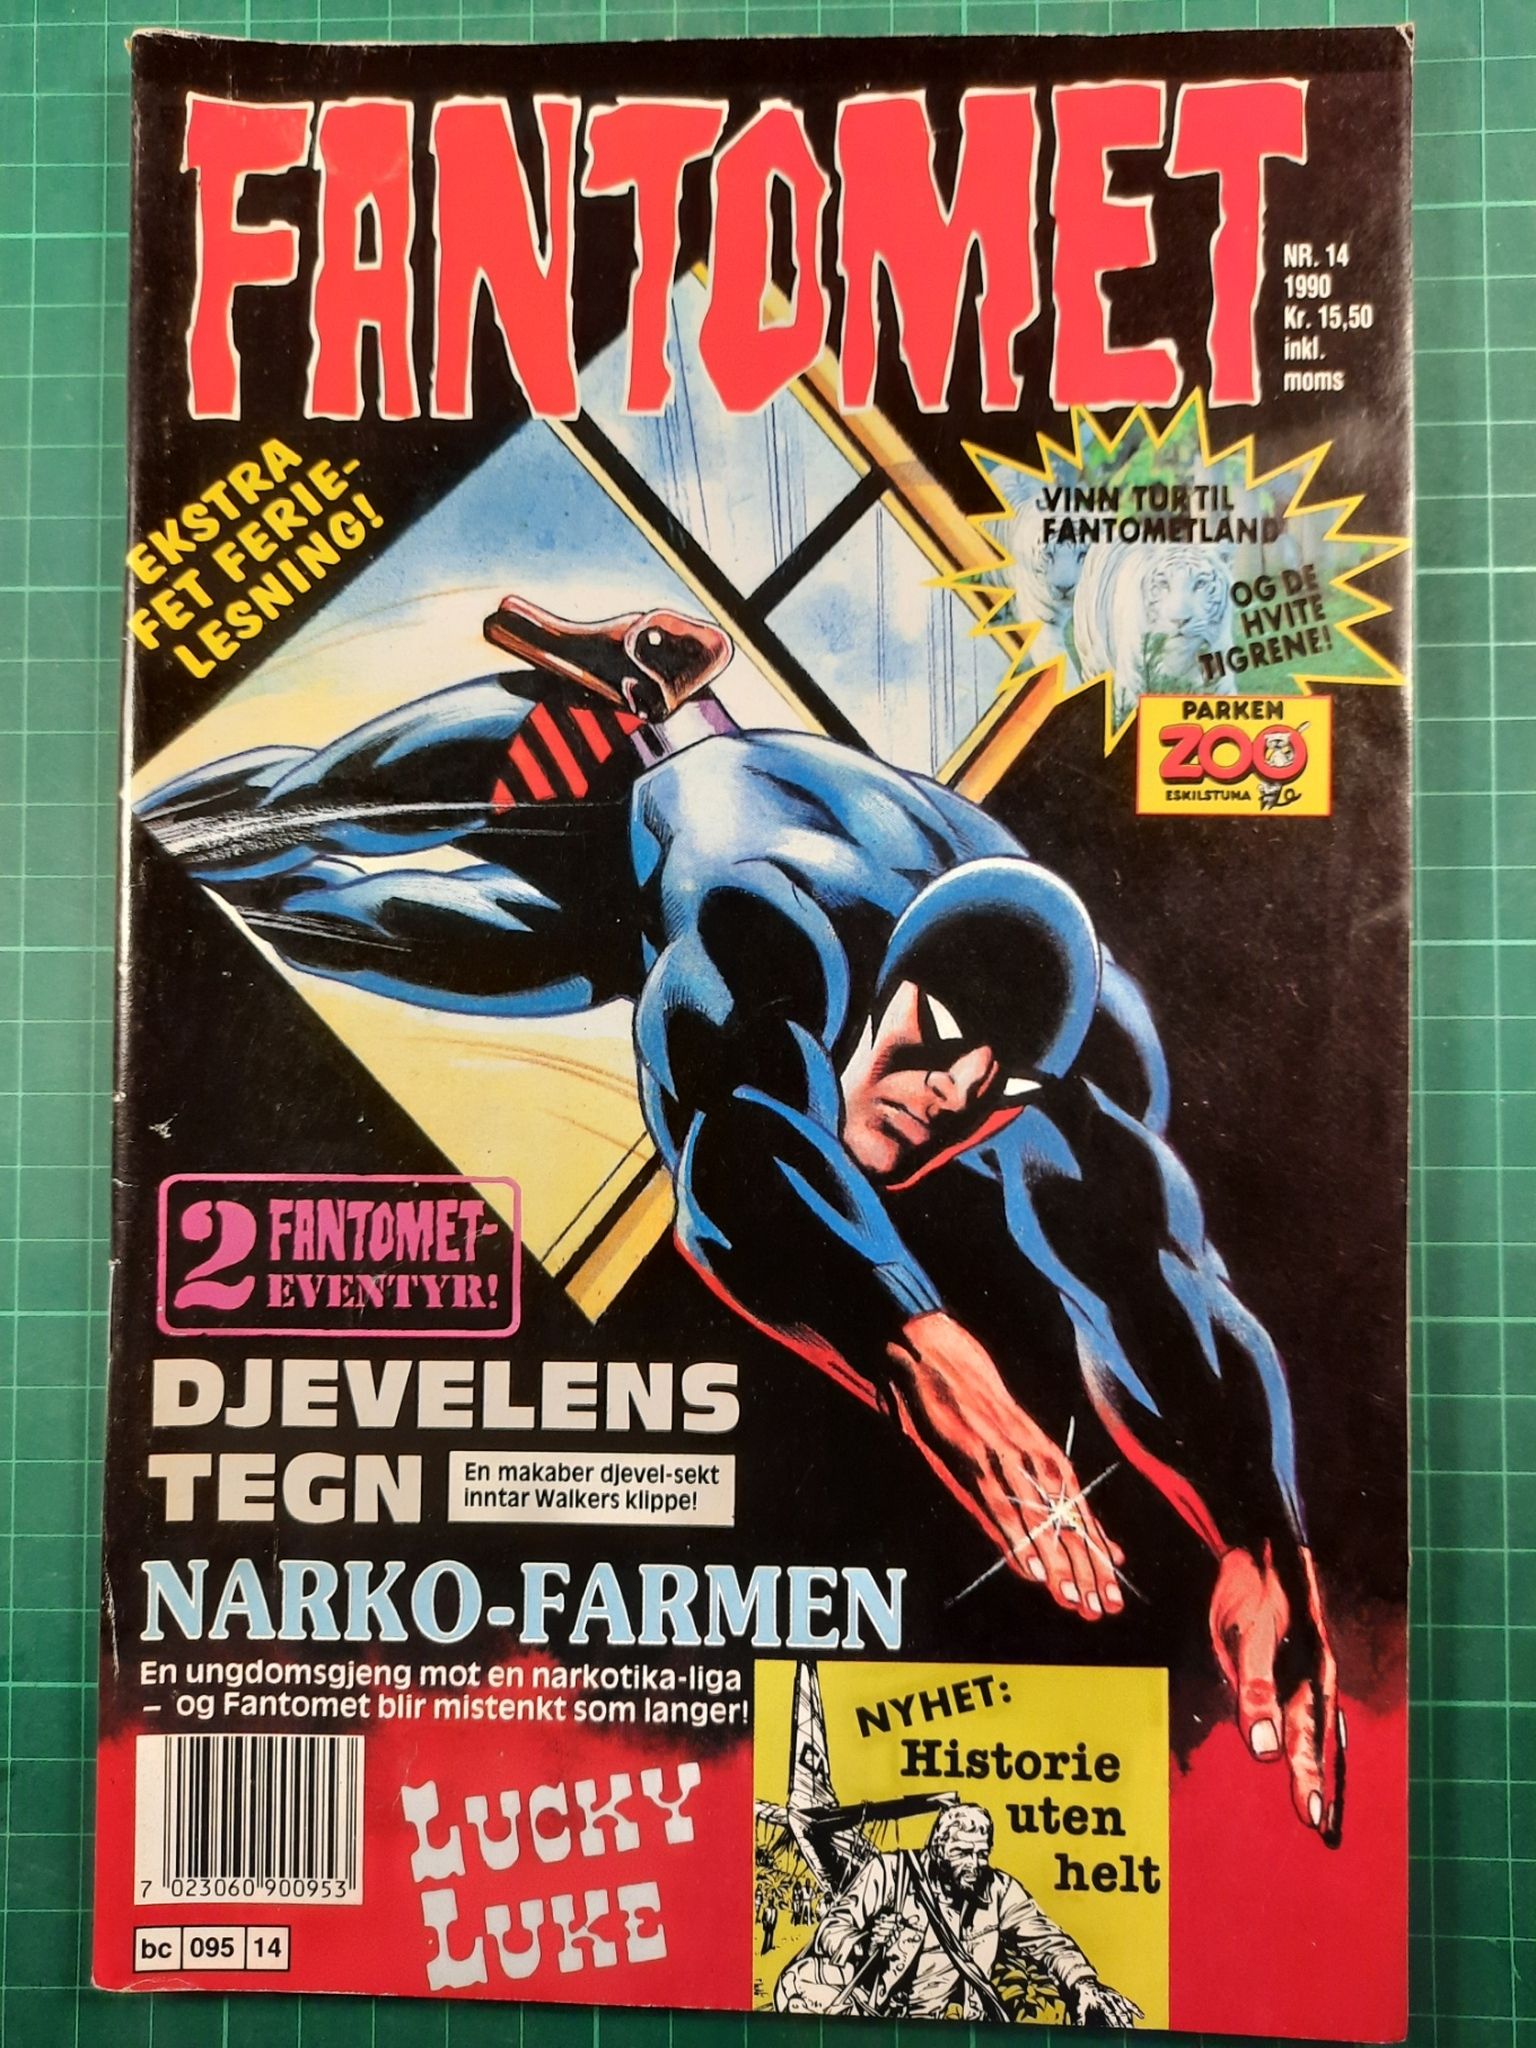 FANTOMET
NR. 14
1990
Kr. 15,50
inkl.
moms
EKSTRA
FET FERIE-
LESNING!
VINN TUR TIL
FANTOMETLAND
OG DE
HVITE
TIGRENE!
PARKEN
ZOO
ESKILSTUNA
2 FANTOMET-
EVENTYR!
DJEVELENS
TEGN
En makaber djevel-sekt
inntar Walkers klippe!
NARKO-FARMEN
En ungdomsgjeng mot en narkotika-liga
– og Fantomet blir mistenkt som langer!
NYHET:
Historie
uten
helt
CA
LUCKY
LUKE
7 023060 900953
bc 095 14